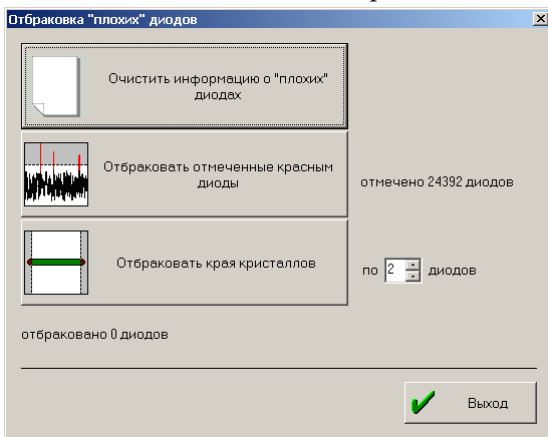 Отбраковка "плохих" диодов
Очистить информацию о "плохих"
диодах
Отбраковать отмеченные красным
диоды
отмечено 24392 диодов
Отбраковать края кристаллов
по 2 диодов
отбраковано 0 диодов
Выход